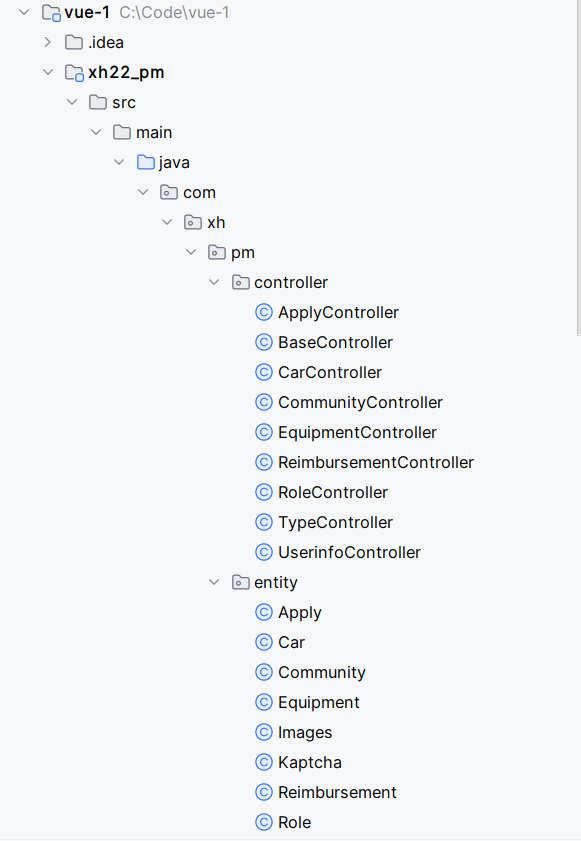 vue-1 C:\Code\vue-1
.idea
xh22_pm
src
main
java
com
xh
pm
controller
ApplyController
BaseController
CarController
CommunityController
EquipmentController
ReimbursementController
RoleController
TypeController
UserinfoController
entity
Apply
Car
Community
Equipment
Images
Kaptcha
Reimbursement
Role